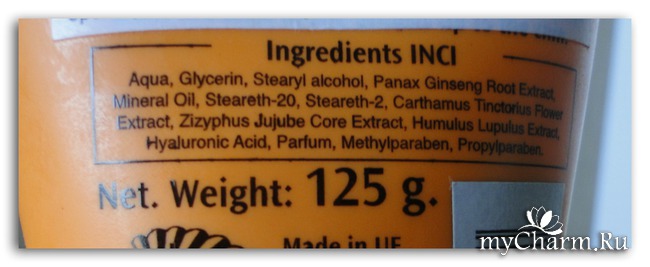 Ingredients INCI
Aqua, Glycerin, Stearyl alcohol, Panax Ginseng Root Extract,
Mineral Oil, Steareth-20, Steareth-2, Carthamus Tinctorius Flower
Extract, Zizyphus Jujube Core Extract, Humulus Lupulus Extract,
Hyaluronic Acid, Parfum, Methylparaben, Propylparaben.
Net. Weight: 125 g.
Made in UE
myCharm.Ru